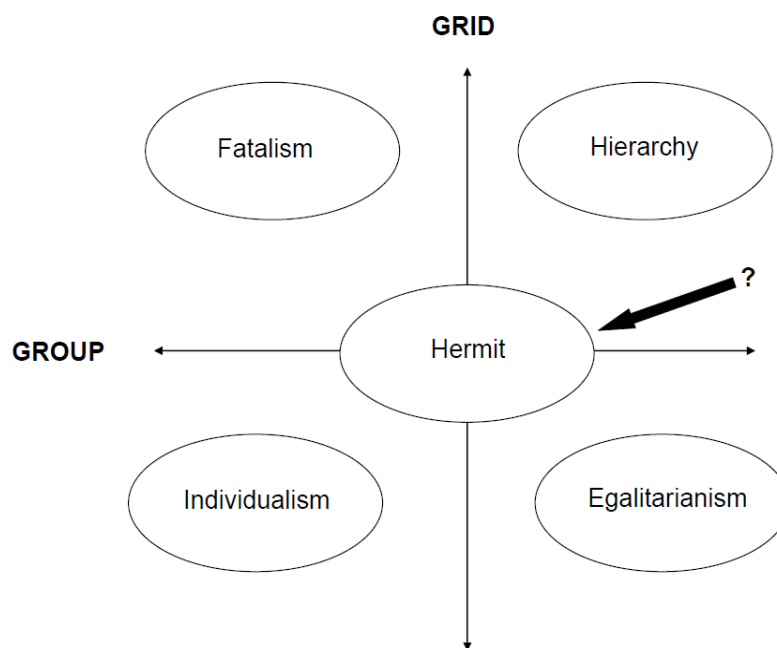 GRID
Fatalism
Hierarchy
?
Hermit
GROUP
Individualism
Egalitarianism